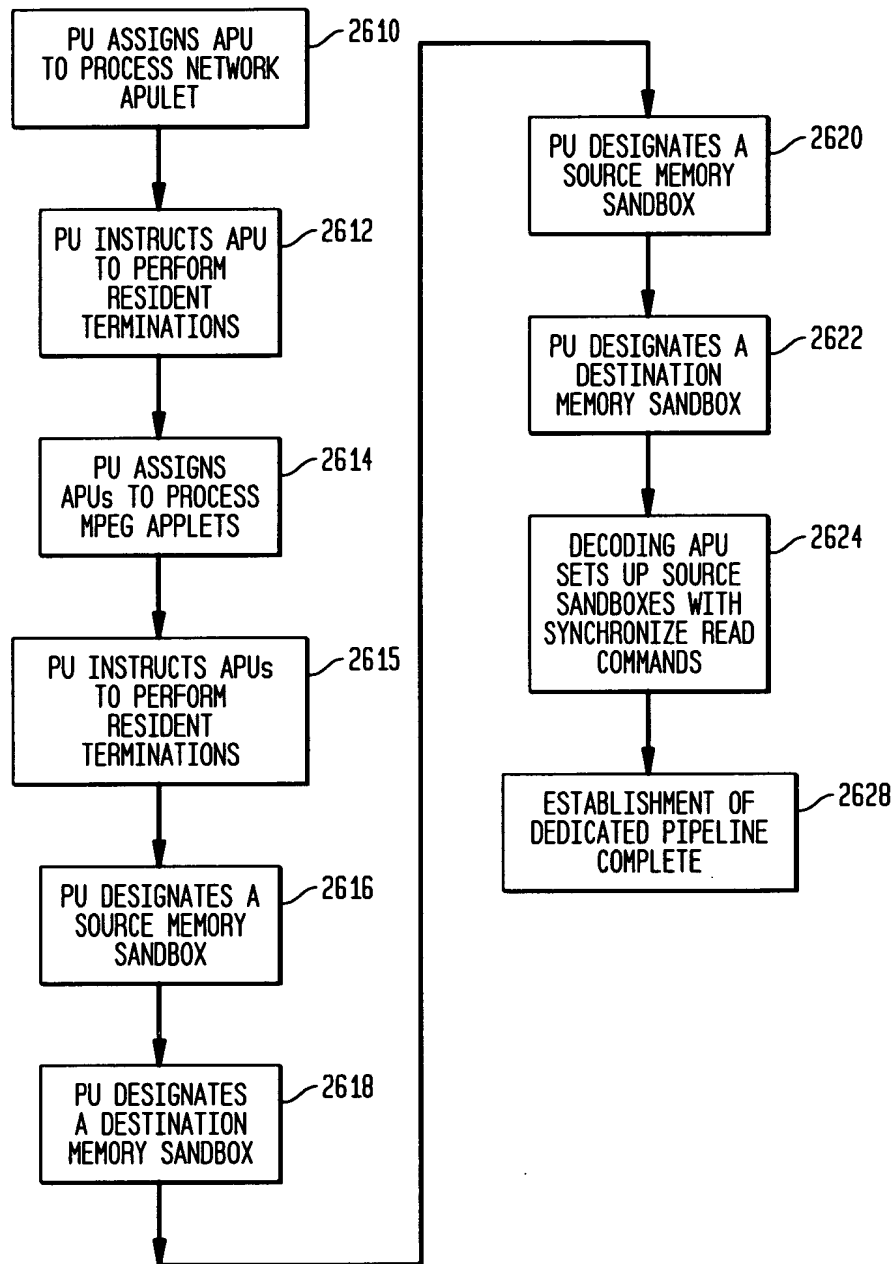 PU ASSIGNS APU
TO PROCESS NETWORK
APULET
2610
PU INSTRUCTS APU
TO PERFORM
RESIDENT
TERMINATIONS
2612
PU ASSIGNS
APUs TO PROCESS
MPEG APPLETS
2614
PU INSTRUCTS APUs
TO PERFORM
RESIDENT
TERMINATIONS
2615
PU DESIGNATES A
SOURCE MEMORY
SANDBOX
2616
PU DESIGNATES
A DESTINATION
MEMORY SANDBOX
2618
PU DESIGNATES A
SOURCE MEMORY
SANDBOX
2620
PU DESIGNATES A
DESTINATION
MEMORY SANDBOX
2622
DECODING APU
SETS UP SOURCE
SANDBOXES WITH
SYNCHRONIZE READ
COMMANDS
2624
ESTABLISHMENT OF
DEDICATED PIPELINE
COMPLETE
2628